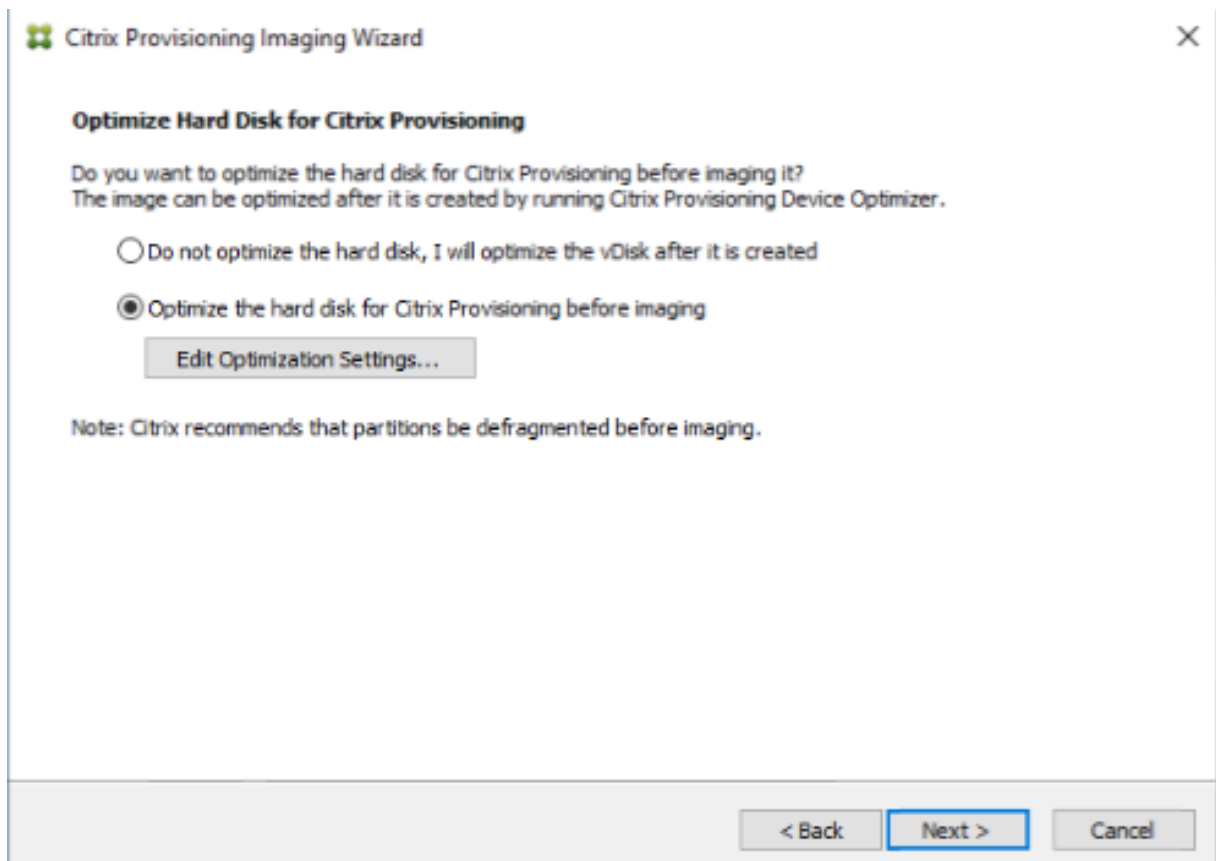 Citrix Provisioning Imaging Wizard
Optimize Hard Disk for Citrix Provisioning
Do you want to optimize the hard disk for Citrix Provisioning before imaging it?
The image can be optimized after it is created by running Citrix Provisioning Device Optimizer.
Do not optimize the hard disk, I will optimize the vDisk after it is created
Optimize the hard disk for Citrix Provisioning before imaging
Edit Optimization Settings...
Note: Citrix recommends that partitions be defragmented before imaging.
< Back Next > Cancel